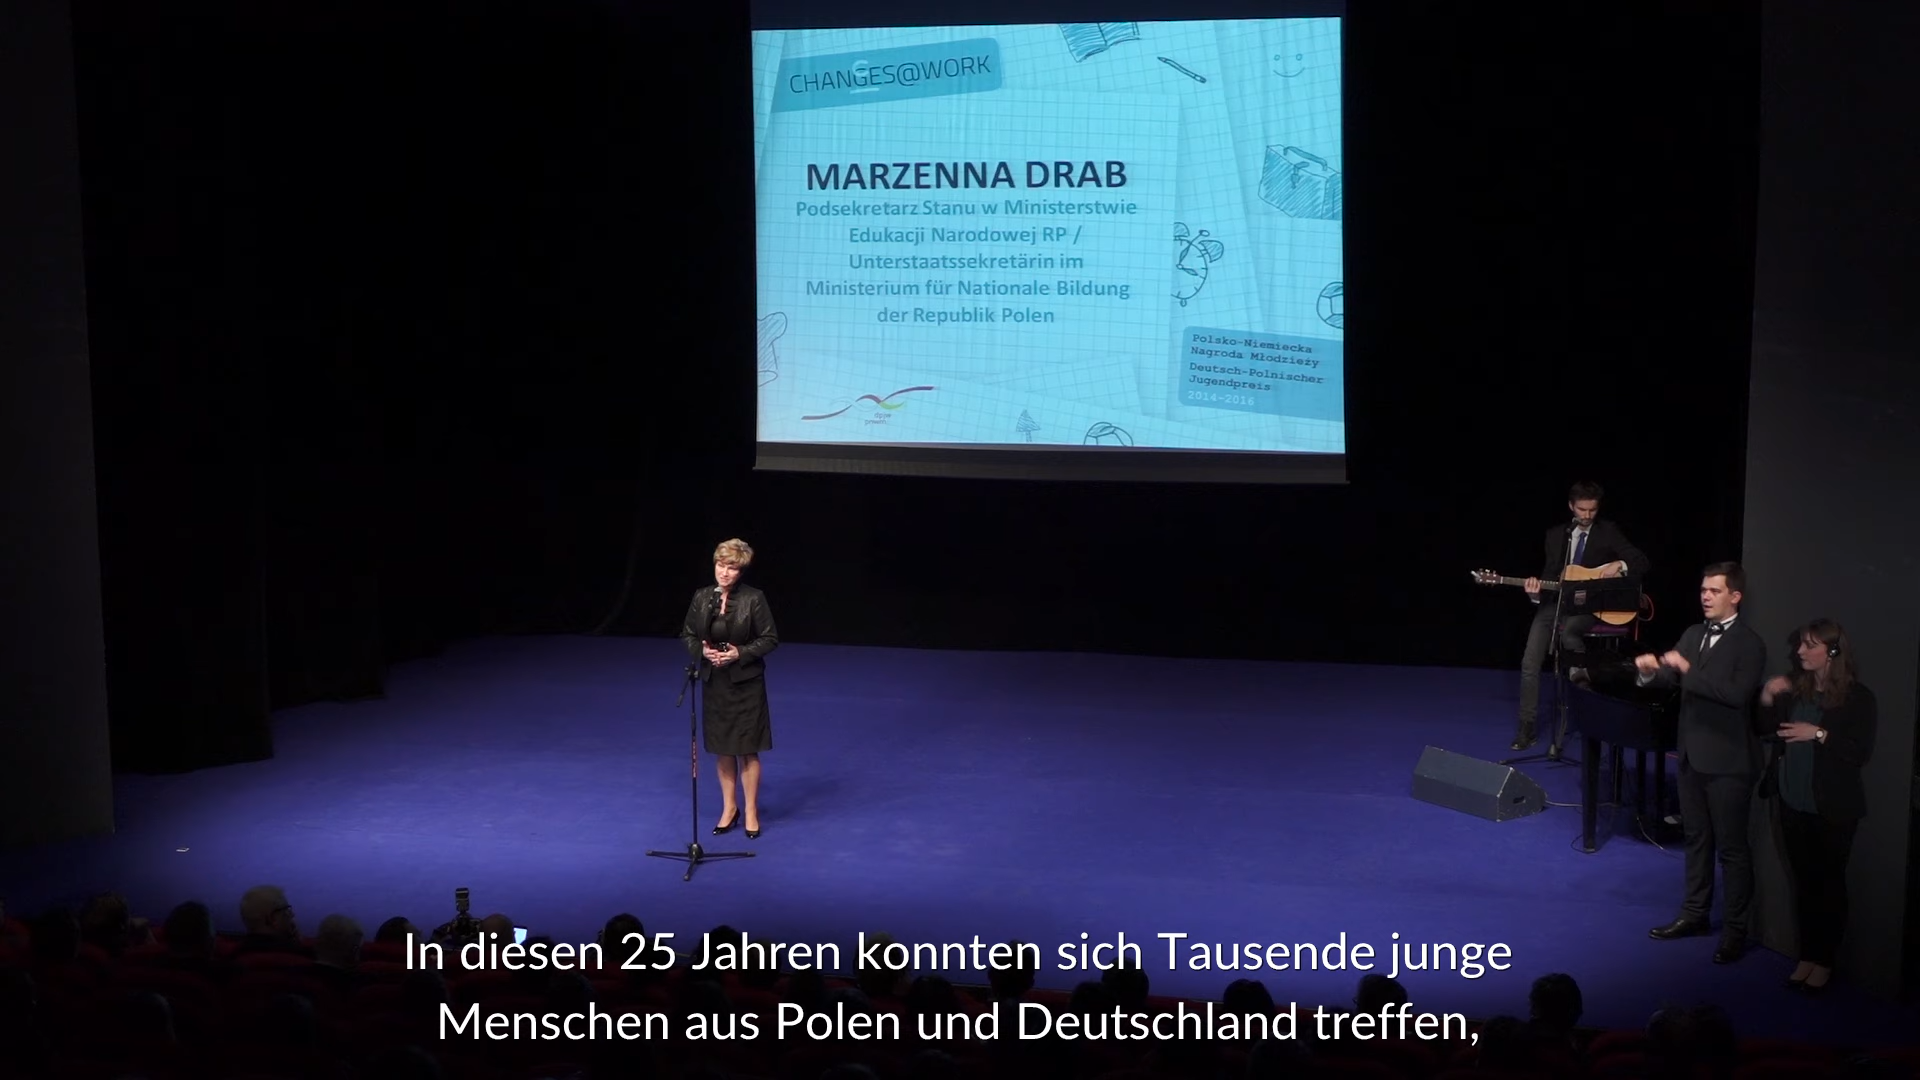 CHANGES@WORK
MARZENNA DRAB
Podsekretarz Stanu w Ministerstwie
Edukacji Narodowej RP /
Unterstaatssekretärin im
Ministerium für Nationale Bildung
der Republik Polen
Polsko-Niemiecka
Nagroda Młodzieży
Deutsch-Polnischer
Jugendpreis
2014-2016
dpjw
pnwm
In diesen 25 Jahren konnten sich Tausende junge
Menschen aus Polen und Deutschland treffen,